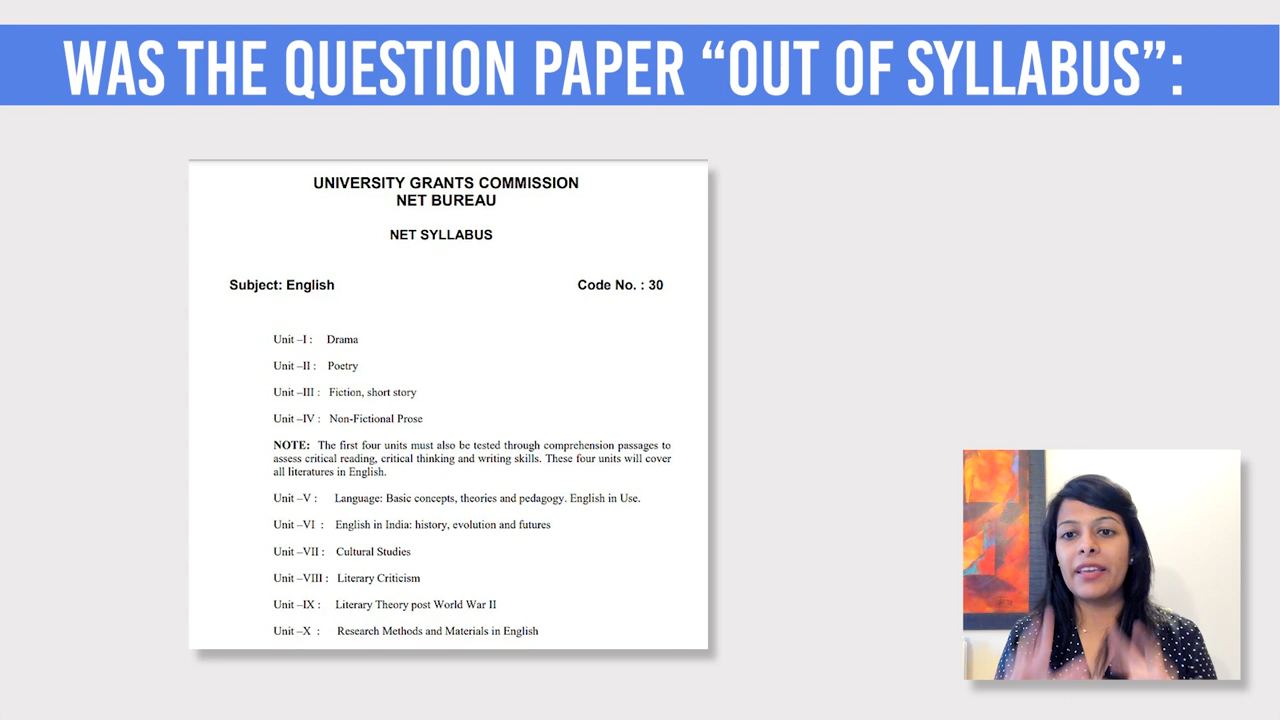 WAS THE QUESTION PAPER “OUT OF SYLLABUS”:
UNIVERSITY GRANTS COMMISSION
NET BUREAU
NET SYLLABUS
Subject: English Code No. : 30
Unit –I : Drama
Unit –II : Poetry
Unit –III : Fiction, short story
Unit –IV : Non-Fictional Prose
NOTE: The first four units must also be tested through comprehension passages to
assess critical reading, critical thinking and writing skills. These four units will cover
all literatures in English.
Unit –V : Language: Basic concepts, theories and pedagogy. English in Use.
Unit –VI : English in India: history, evolution and futures
Unit –VII : Cultural Studies
Unit –VIII : Literary Criticism
Unit –IX : Literary Theory post World War II
Unit –X : Research Methods and Materials in English